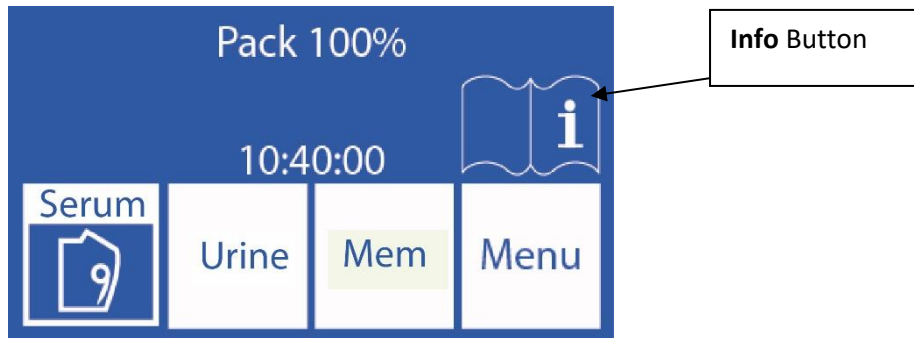 Pack 100%
Info Button
i
10:40:00
Serum
9
Urine
Mem
Menu